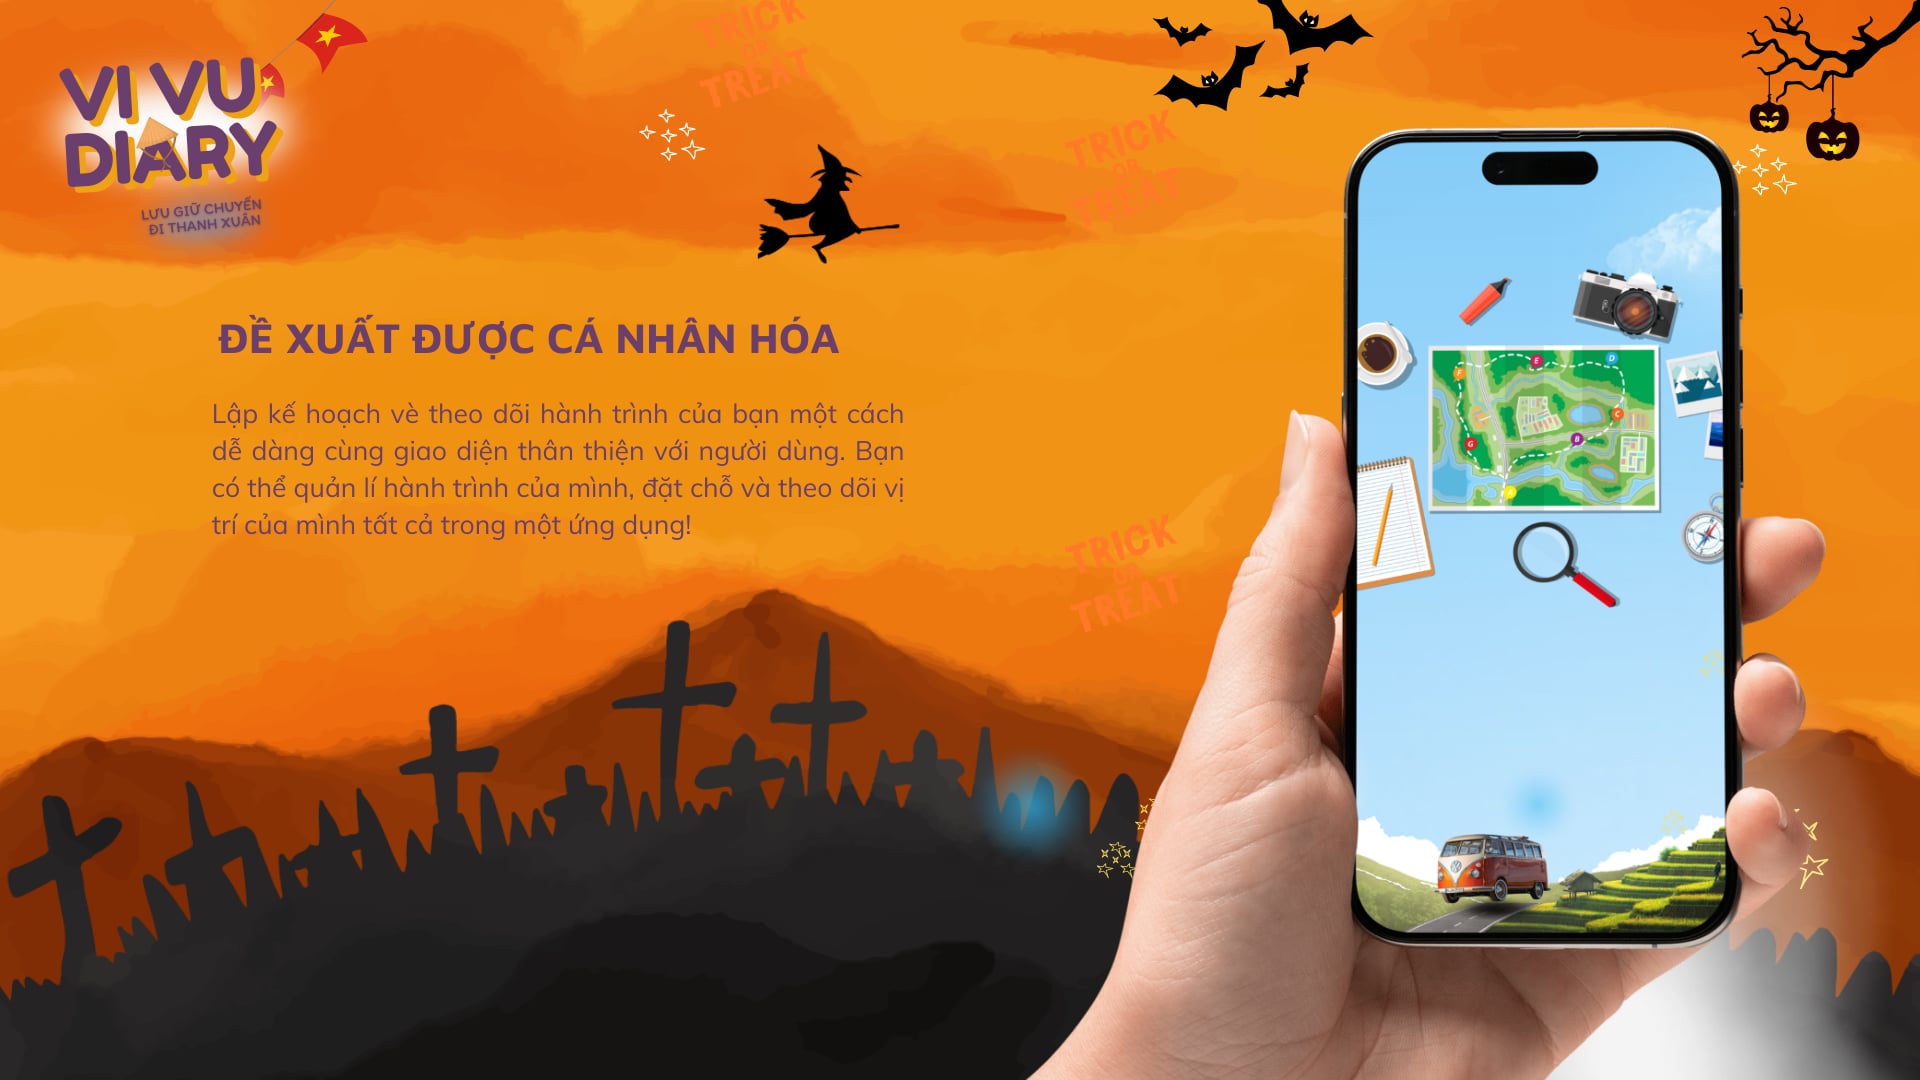 VI VU
DIARY
LƯU GIỮ CHUYẾN
ĐI THANH XUÂN
TRICK
OR
TREAT
TRICK
OR
TREAT
ĐỀ XUẤT ĐƯỢC CÁ NHÂN HÓA
Lập kế hoạch vè theo dõi hành trình của bạn một cách
dễ dàng cùng giao diện thân thiện với người dùng. Bạn
có thể quản lí hành trình của mình, đặt chỗ và theo dõi vị
trí của mình tất cả trong một ứng dụng!
TRICK
OR
TREAT
E
D
F
C
B
G
A